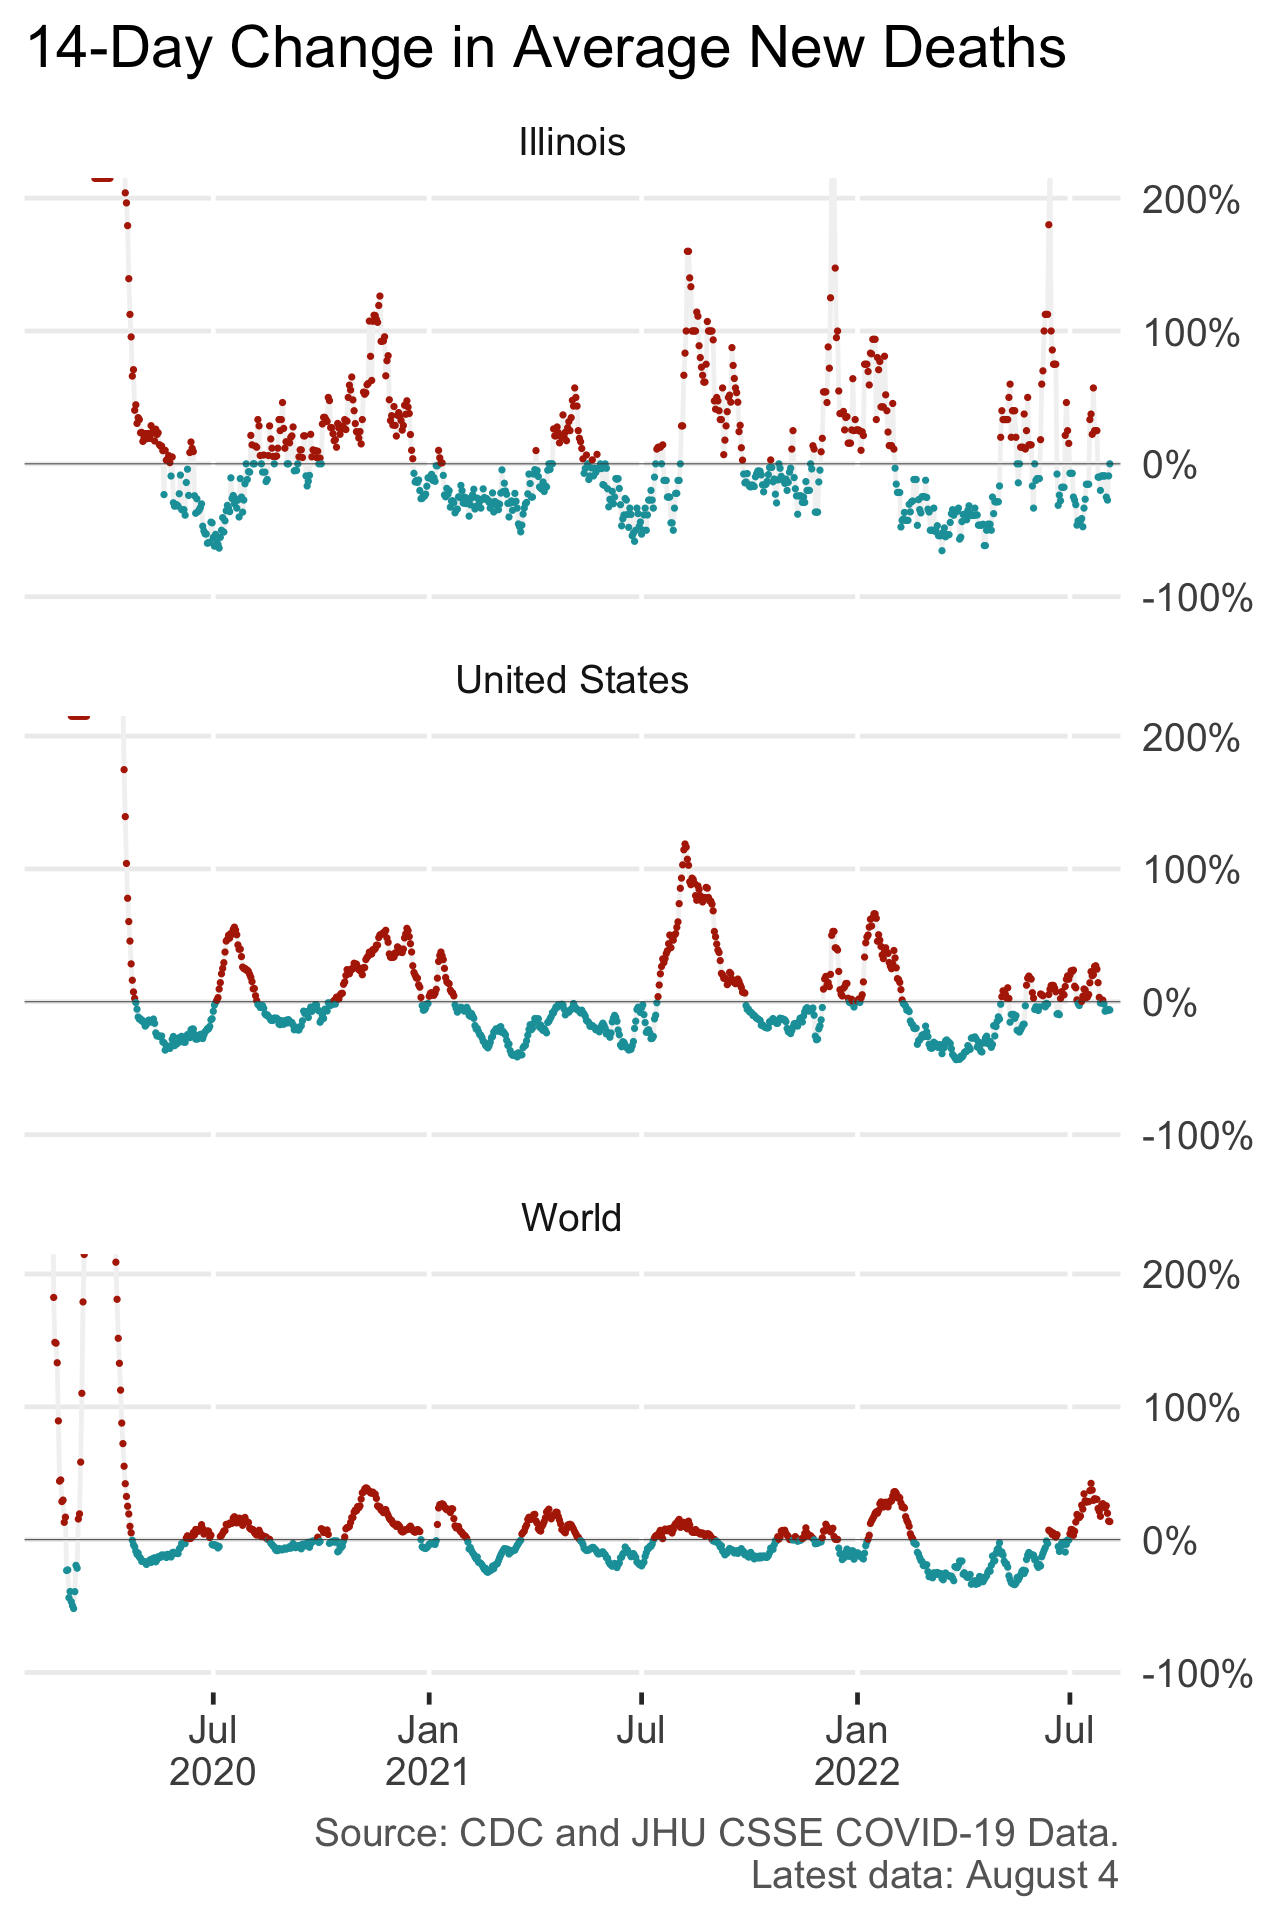 14-Day Change in Average New Deaths
Illinois
200%
100%
0%
-100%
United States
200%
100%
0%
-100%
World
200%
100%
0%
-100%
Jul Jan Jul Jan Jul
2020 2021 2022
Source: CDC and JHU CSSE COVID-19 Data.
Latest data: August 4